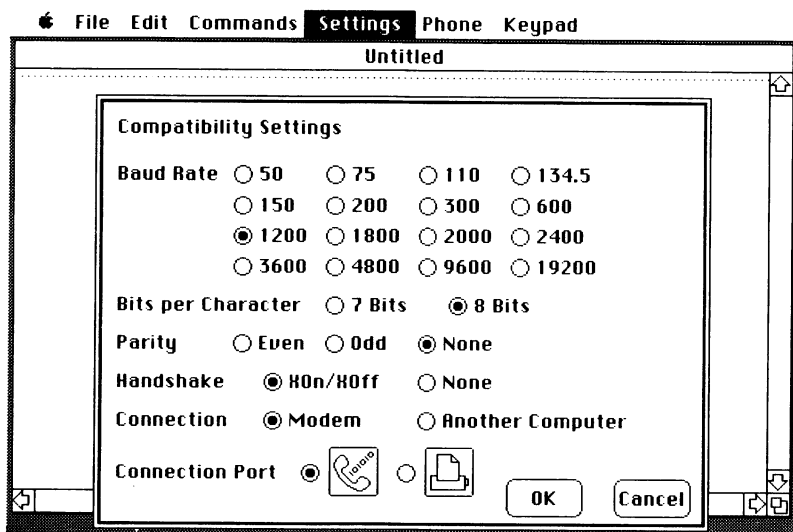 File Edit Commands Settings Phone Keypad
Untitled
Compatibility Settings
Baud Rate 50 75 110 134.5
150 200 300 600
1200 1800 2000 2400
3600 4800 9600 19200
Bits per Character 7 Bits 8 Bits
Parity Even Odd None
Handshake XOn/XOff None
Connection Modem Another Computer
Connection Port
OK Cancel